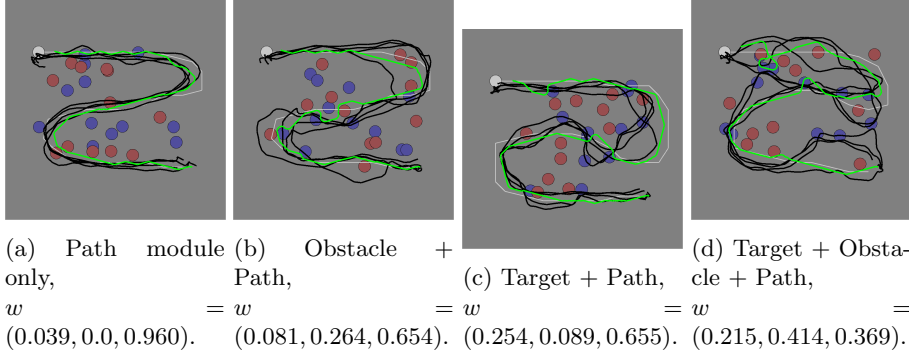 (a) Path module
only,
w =
(0.039, 0.0, 0.960).
(b) Obstacle +
Path,
w =
(0.081, 0.264, 0.654).
(c) Target + Path,
w =
(0.254, 0.089, 0.655).
(d) Target + Obsta-
cle + Path,
w =
(0.215, 0.414, 0.369).